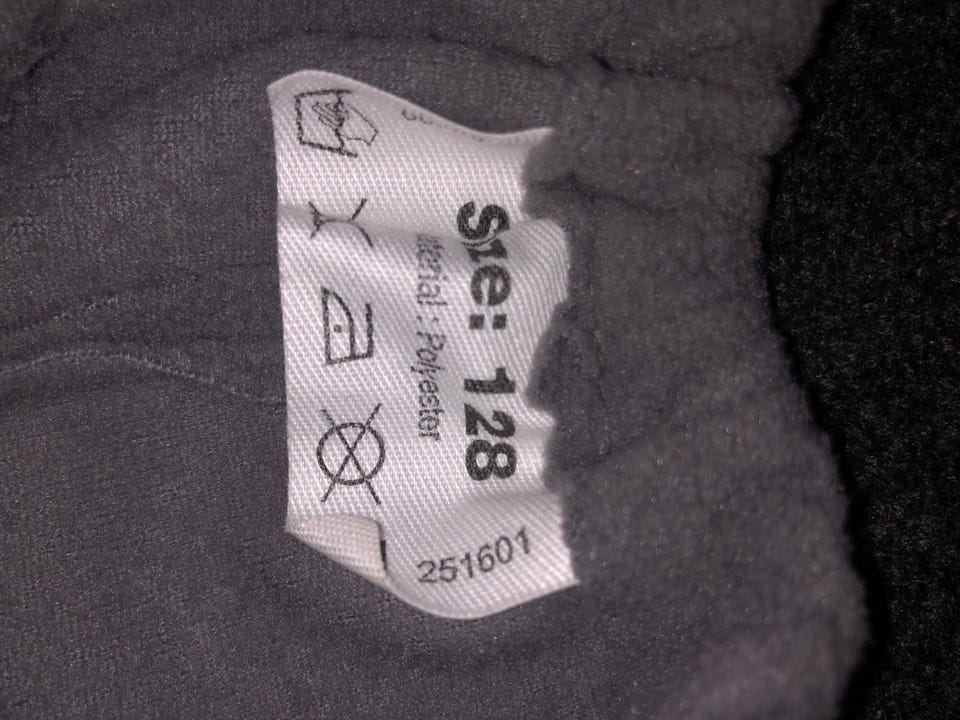 Size: 128
Material : Polyester
251601